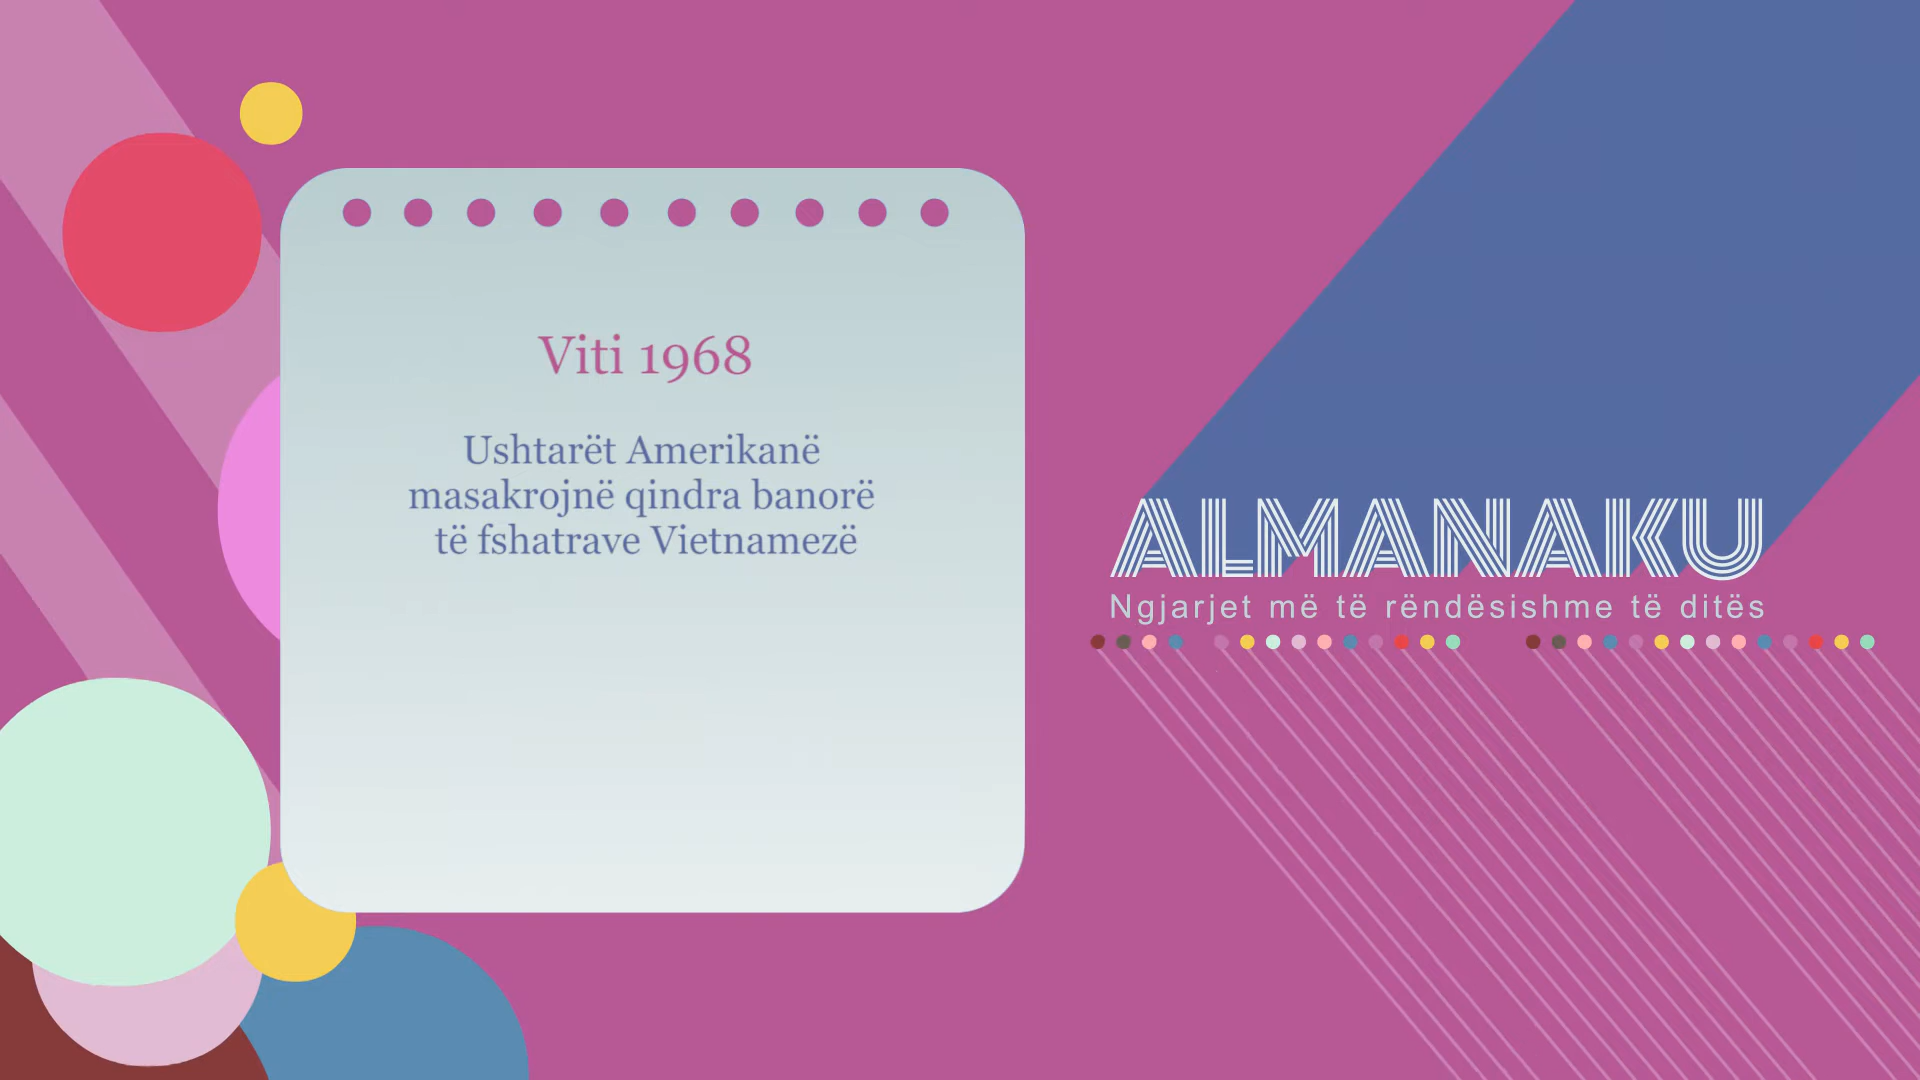 Viti 1968
Ushtarët Amerikanë
masakrojnë qindra banorë
të fshatrave Vietnamezë
ALMANAKU
Ngjarjet më të rëndësishme të ditës